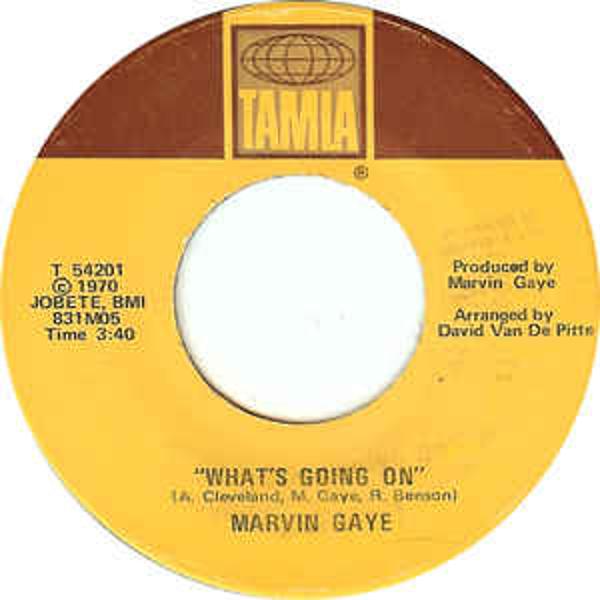 TAMLA
®
T 54201
© 1970
JOBETE, BMI
831M05
Time 3:40
Produced by
Marvin Gaye
Arranged by
David Van De Pitte
"WHAT'S GOING ON"
(A. Cleveland, M. Gaye, R. Benson)
MARVIN GAYE